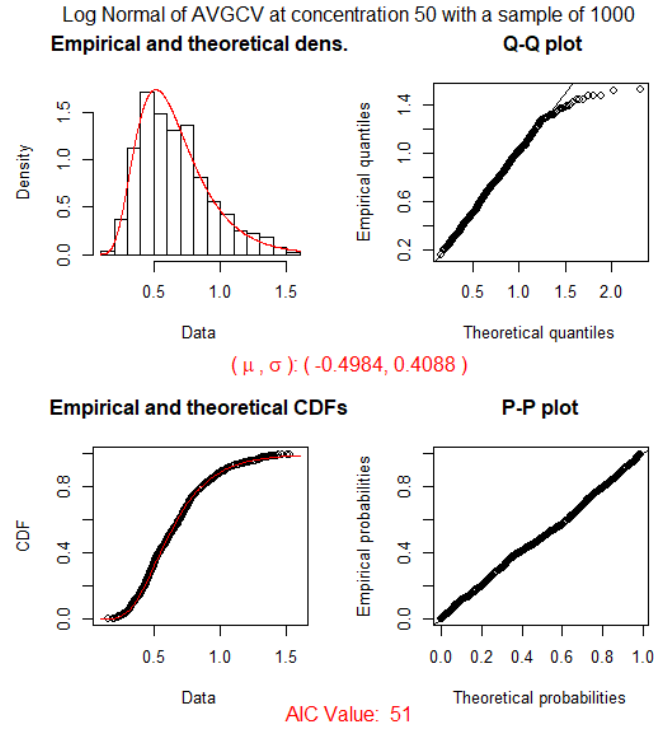 Log Normal of AVGCV at concentration 50 with a sample of 1000
Empirical and theoretical dens.
Density
0.0
0.5
1.0
1.5
0.5
1.0
1.5
Data
Q-Q plot
Empirical quantiles
0.2
0.6
1.0
1.4
0.5
1.0
1.5
2.0
Theoretical quantiles
( μ , σ ): ( -0.4984, 0.4088 )
Empirical and theoretical CDFs
CDF
0.0
0.4
0.8
0.5
1.0
1.5
Data
P-P plot
Empirical probabilities
0.0
0.4
0.8
0.0
0.2
0.4
0.6
0.8
1.0
Theoretical probabilities
AIC Value: 51